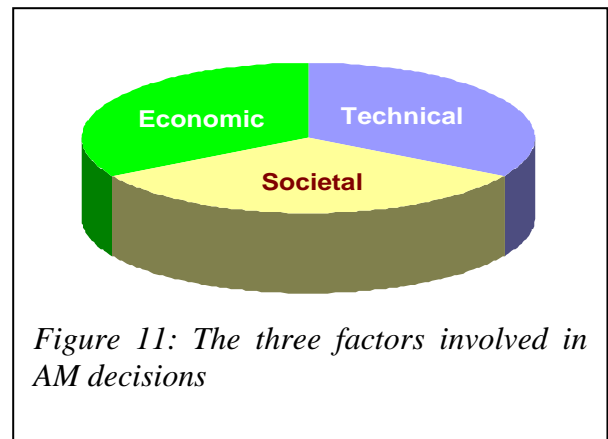 Economic Technical
Societal
Figure 11: The three factors involved in
AM decisions